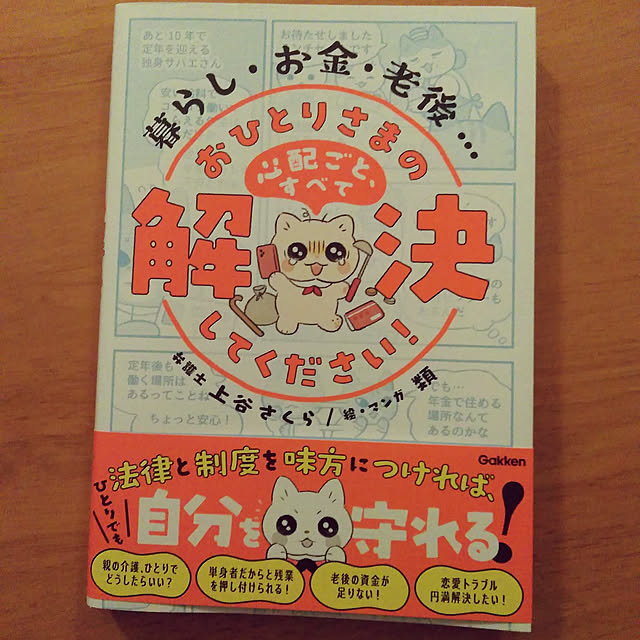 あと10年で
定年を迎える
独身サバエさん
お待たせしました
暮らし・お金・老後…
おひとりさまの
心配ごと、
すべて
解決
してください!
弁護士 上谷さくら/絵・マンガ 類
定年後も
働く場所は
あるってことね
ちょっと安心!
でも…
年金で住める
場所なんて
あるのかな
Gakken
法律と制度を味方につければ、
ひとりでも
自分を守れる!
親の介護、ひとりで
どうしたらいい?
単身者だからと残業
を押し付けられる!
老後の資金が
足りない!
恋愛トラブル
円満解決したい!